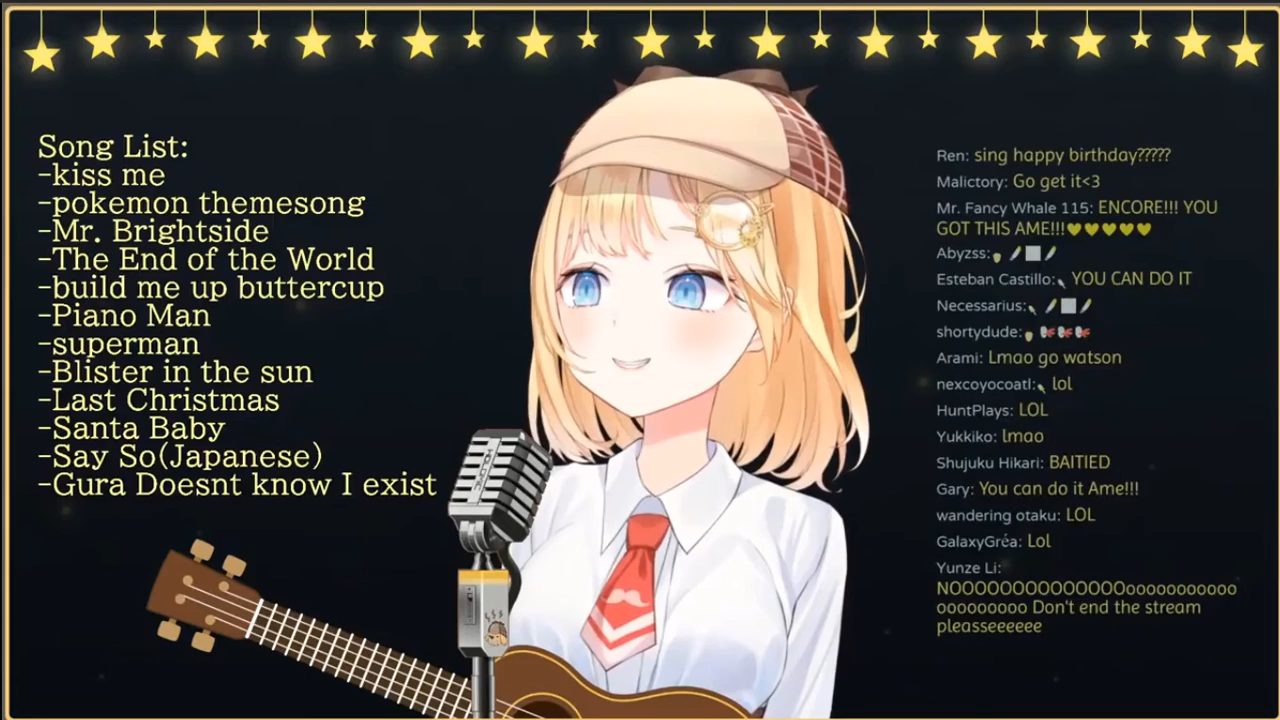 Song List:
-kiss me
-pokemon themesong
-Mr. Brightside
-The End of the World
-build me up buttercup
-Piano Man
-superman
-Blister in the sun
-Last Christmas
-Santa Baby
-Say So(Japanese)
-Gura Doesnt know I exist
Ren: sing happy birthday?????
Malictory: Go get it<3
Mr. Fancy Whale 115: ENCORE!!! YOU
GOT THIS AME!!!💛💛💛💛💛
Abyzss:
Esteban Castillo: YOU CAN DO IT
Necessarius:
shortydude:
Arami: Lmao go watson
nexcoyocoatl: lol
HuntPlays: LOL
Yukkiko: lmao
Shujuku Hikari: BAITIED
Gary: You can do it Ame!!!
wandering otaku: LOL
GalaxyGréa: Lol
Yunze Li:
NOOOOOOOOOOOOOOooooooooooo
ooooooooo Don't end the stream
pleasseeeeee